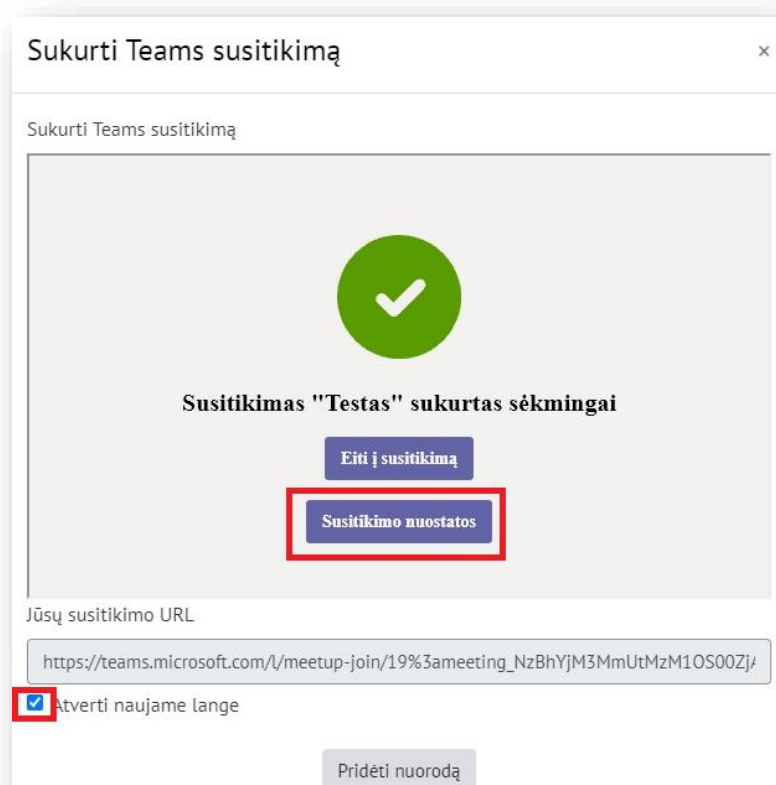 Sukurti Teams susitikimą
×
Sukurti Teams susitikimą
Susitikimas "Testas" sukurtas sėkmingai
Eiti į susitikimą
Susitikimo nuostatos
Jūsų susitikimo URL
https://teams.microsoft.com/l/meetup-join/19%3ameeting_NzBhYjM3MmUtMzM1OS00Zj
Atverti naujame lange
Pridėti nuorodą